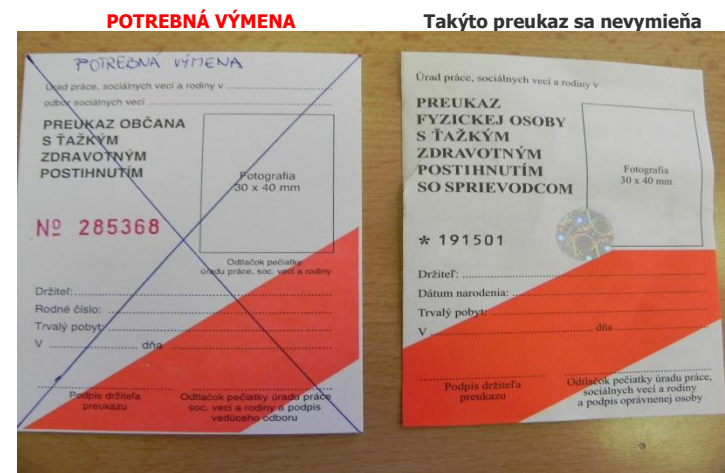 POTREBNÁ VÝMENA
Takýto preukaz sa nevymieňa
POTREBNÁ VÝMENA
Úrad práce, sociálnych vecí a rodiny v
odbor sociálnych vecí
PREUKAZ OBČANA
S ŤAŽKÝM
ZDRAVOTNÝM
POSTIHNUTÍM
Fotografia
30 x 40 mm
Nº 285368
Odtlačok pečiatky
úradu práce, soc. vecí a rodiny
Držiteľ:
Rodné číslo:
Trvalý pobyt:
V dňa
Podpis držiteľa
preukazu
Odtlačok pečiatky úradu práce
soc. vecí a rodiny a podpis
vedúceho odboru
Úrad práce, sociálnych vecí a rodiny v
PREUKAZ
FYZICKEJ OSOBY
S ŤAŽKÝM
ZDRAVOTNÝM
POSTIHNUTÍM
SO SPRIEVODCOM
Fotografia
30 x 40 mm
* 191501
Držiteľ:
Dátum narodenia:
Trvalý pobyt:
V dňa
Podpis držiteľa
preukazu
Odtlačok pečiatky úradu práce,
sociálnych vecí a rodiny
a podpis oprávnenej osoby